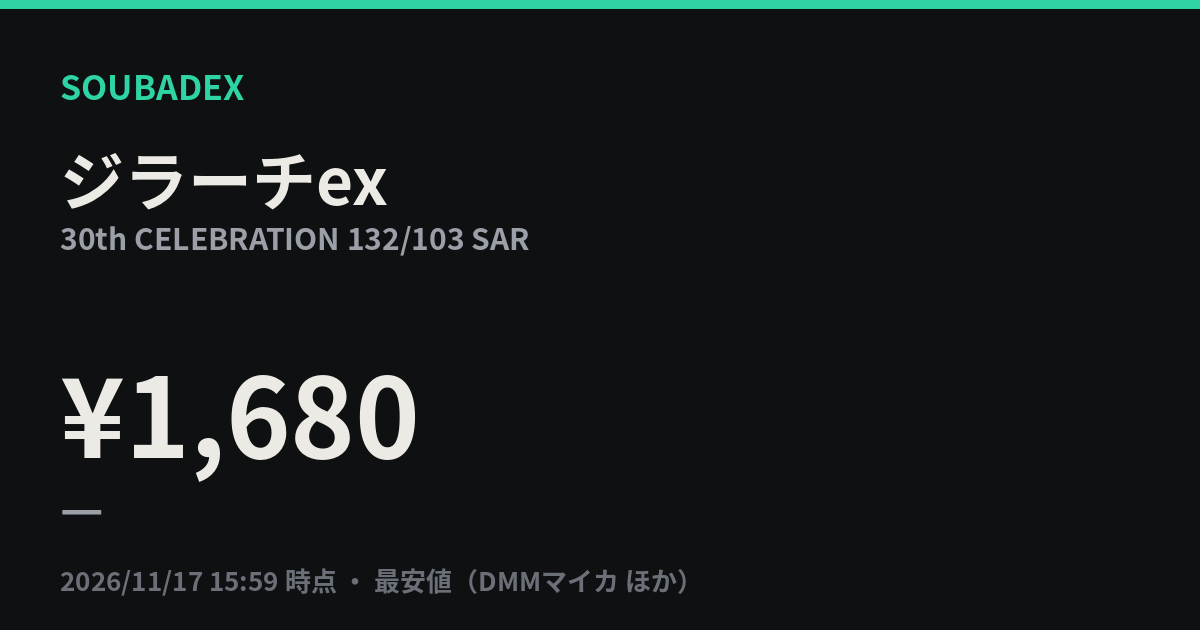 SOUBADEX
ジラーチex
30th CELEBRATION 132/103 SAR
¥1,680
—
2026/11/17 15:59 時点 ・ 最安値（DMMマイカ ほか）